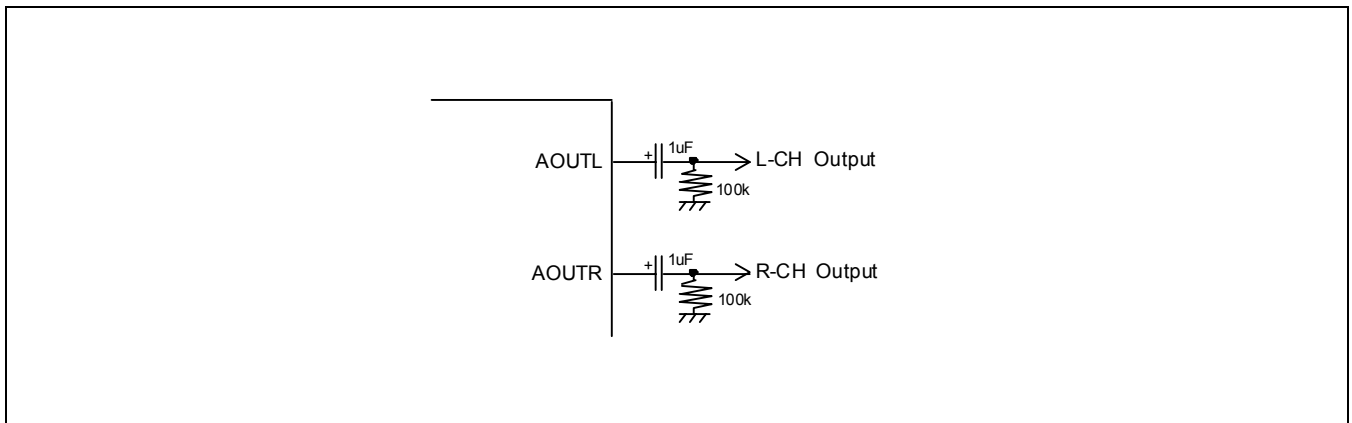 AOUTL + 1uF L-CH Output
100k
AOUTR + 1uF R-CH Output
100k